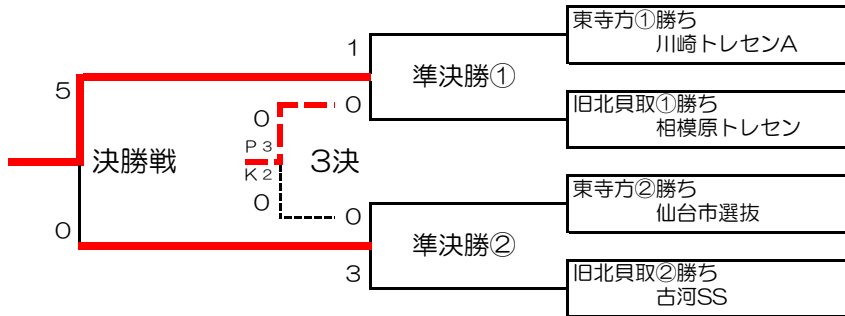 東寺方①勝ち
川崎トレセンA
1
準決勝①
5
0
旧北貝取①勝ち
相模原トレセン
0
P 3
決勝戦
3決
K 2
0
東寺方②勝ち
仙台市選抜
0
0
準決勝②
3
旧北貝取②勝ち
古河SS